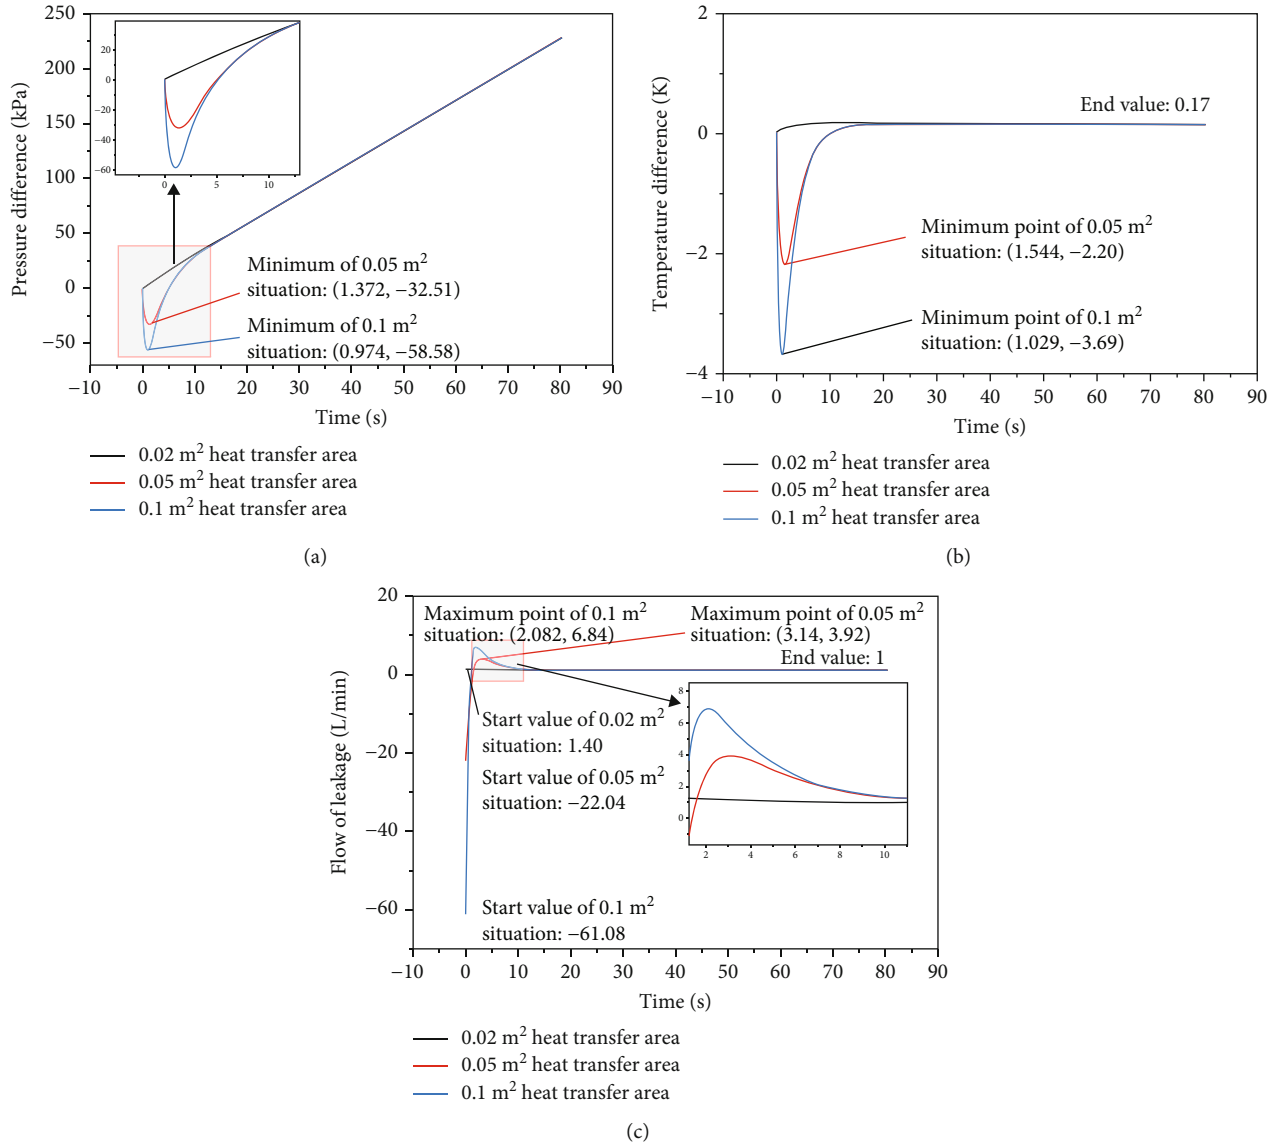 250
200
150
100
50
0
−50
225
Pressure difference (kPa)
20
0
−20
−40
−60
0
5
10
Minimum of 0.05 m²
situation: (1.372, −32.51)
Minimum of 0.1 m²
situation: (0.974, −58.58)
−10
0
10
20
30
40
50
60
70
80
90
Time (s)
0.02 m² heat transfer area
0.05 m² heat transfer area
0.1 m² heat transfer area
(a)
2
0
−2
−4
Temperature difference (K)
End value: 0.17
Minimum point of 0.05 m²
situation: (1.544, −2.20)
Minimum point of 0.1 m²
situation: (1.029, −3.69)
−10
0
10
20
30
40
50
60
70
80
90
Time (s)
0.02 m² heat transfer area
0.05 m² heat transfer area
0.1 m² heat transfer area
(b)
20
0
−20
−40
−60
Flow of leakage (L/min)
Maximum point of 0.1 m²
situation: (2.082, 6.84)
Maximum point of 0.05 m²
situation: (3.14, 3.92)
End value: 1
Start value of 0.02 m²
situation: 1.40
Start value of 0.05 m²
situation: −22.04
Start value of 0.1 m²
situation: −61.08
8
6
4
2
0
2
4
6
8
10
−10
0
10
20
30
40
50
60
70
80
90
Time (s)
0.02 m² heat transfer area
0.05 m² heat transfer area
0.1 m² heat transfer area
(c)